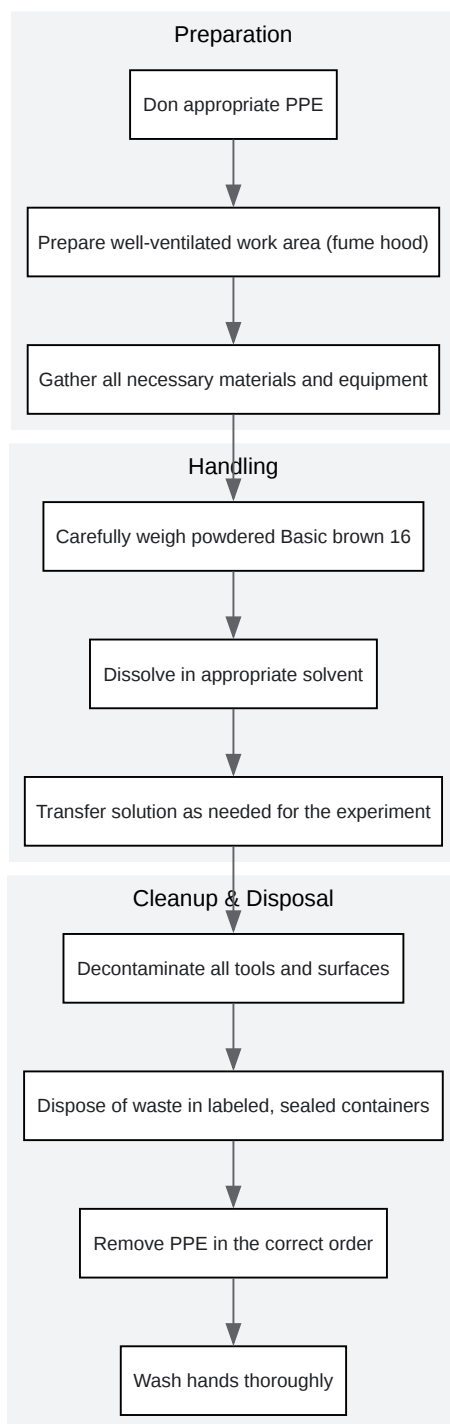 Preparation
Don appropriate PPE
Prepare well-ventilated work area (fume hood)
Gather all necessary materials and equipment
Handling
Carefully weigh powdered Basic brown 16
Dissolve in appropriate solvent
Transfer solution as needed for the experiment
Cleanup & Disposal
Decontaminate all tools and surfaces
Dispose of waste in labeled, sealed containers
Remove PPE in the correct order
Wash hands thoroughly